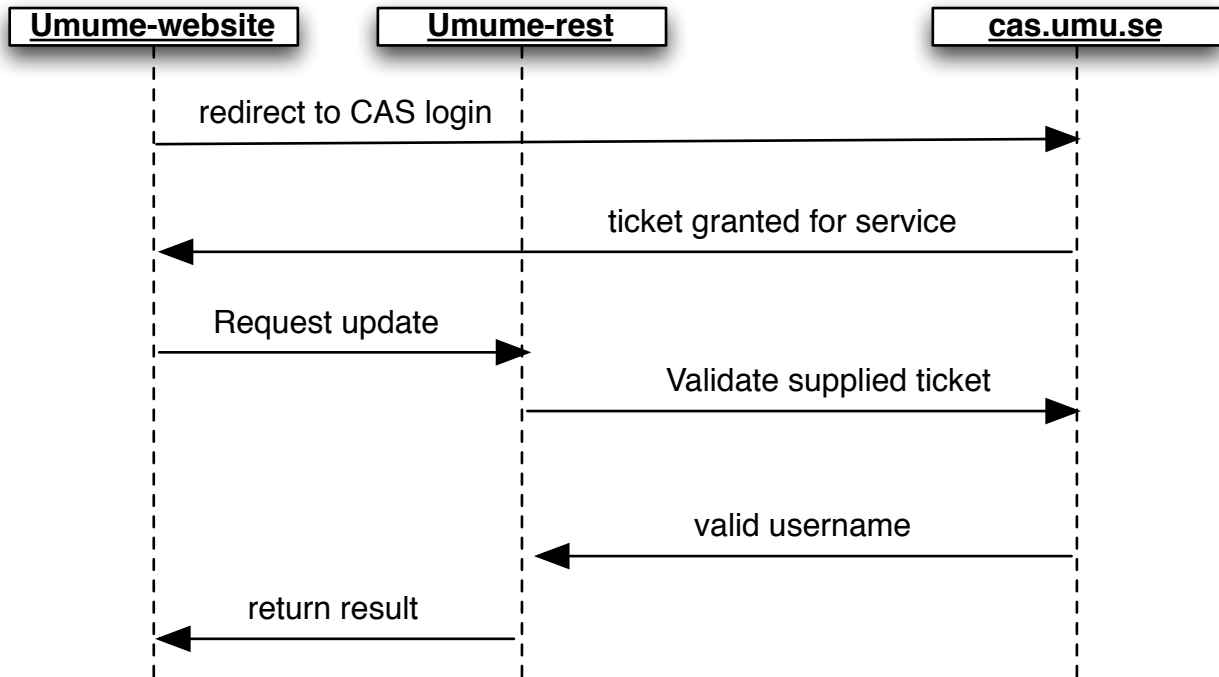 Umume-website
Umume-rest
cas.umu.se
redirect to CAS login
ticket granted for service
Request update
Validate supplied ticket
valid username
return result